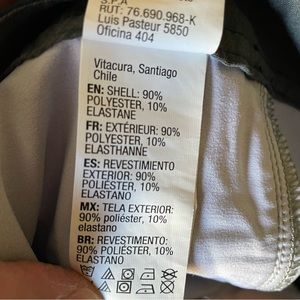 S.P.A
RUT: 76.690.968-K
Luis Pasteur 5850
Oficina 404
Vitacura, Santiago
Chile
EN: SHELL: 90%
POLYESTER, 10%
ELASTANE
FR: EXTÉRIEUR: 90%
POLYESTER, 10%
ELASTHANNE
ES: REVESTIMIENTO
EXTERIOR: 90%
POLIÉSTER, 10%
ELASTANO
MX: TELA EXTERIOR:
90% poliéster, 10%
elastano
BR: REVESTIMENTO:
90% POLIÉSTER, 10%
ELASTANO